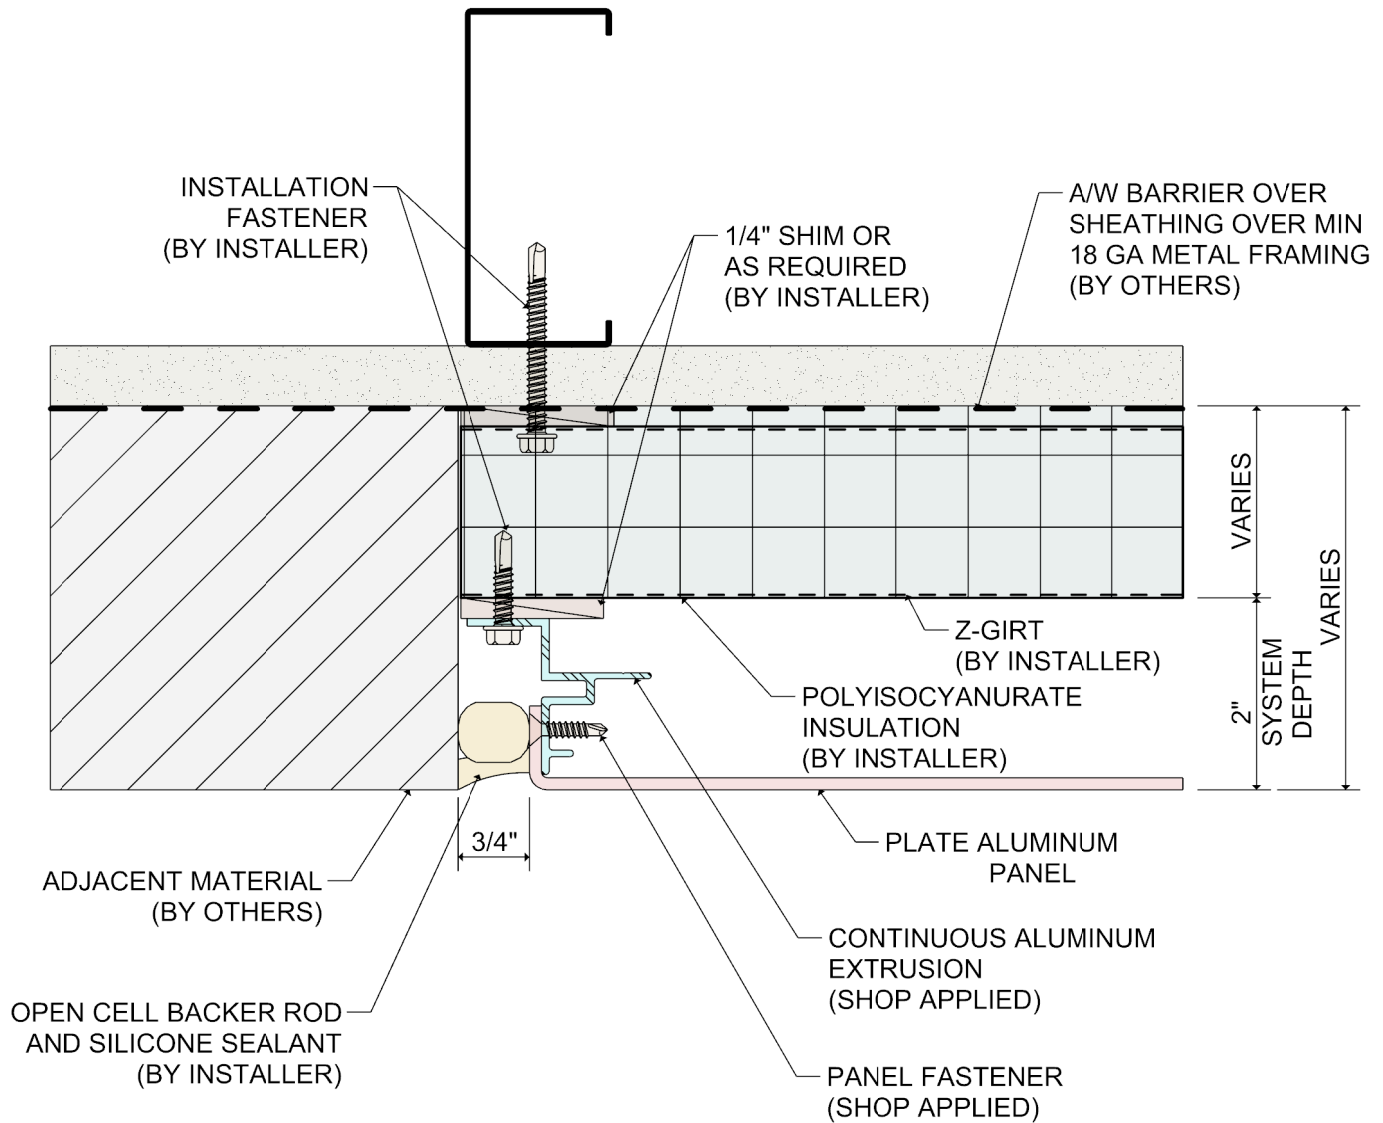 INSTALLATION
FASTENER
(BY INSTALLER)
1/4" SHIM OR
AS REQUIRED
(BY INSTALLER)
A/W BARRIER OVER
SHEATHING OVER MIN
18 GA METAL FRAMING
(BY OTHERS)
VARIES
VARIES
2"
SYSTEM
DEPTH
Z-GIRT
(BY INSTALLER)
POLYISOCYANURATE
INSULATION
(BY INSTALLER)
3/4"
PLATE ALUMINUM
PANEL
ADJACENT MATERIAL
(BY OTHERS)
CONTINUOUS ALUMINUM
EXTRUSION
(SHOP APPLIED)
OPEN CELL BACKER ROD
AND SILICONE SEALANT
(BY INSTALLER)
PANEL FASTENER
(SHOP APPLIED)